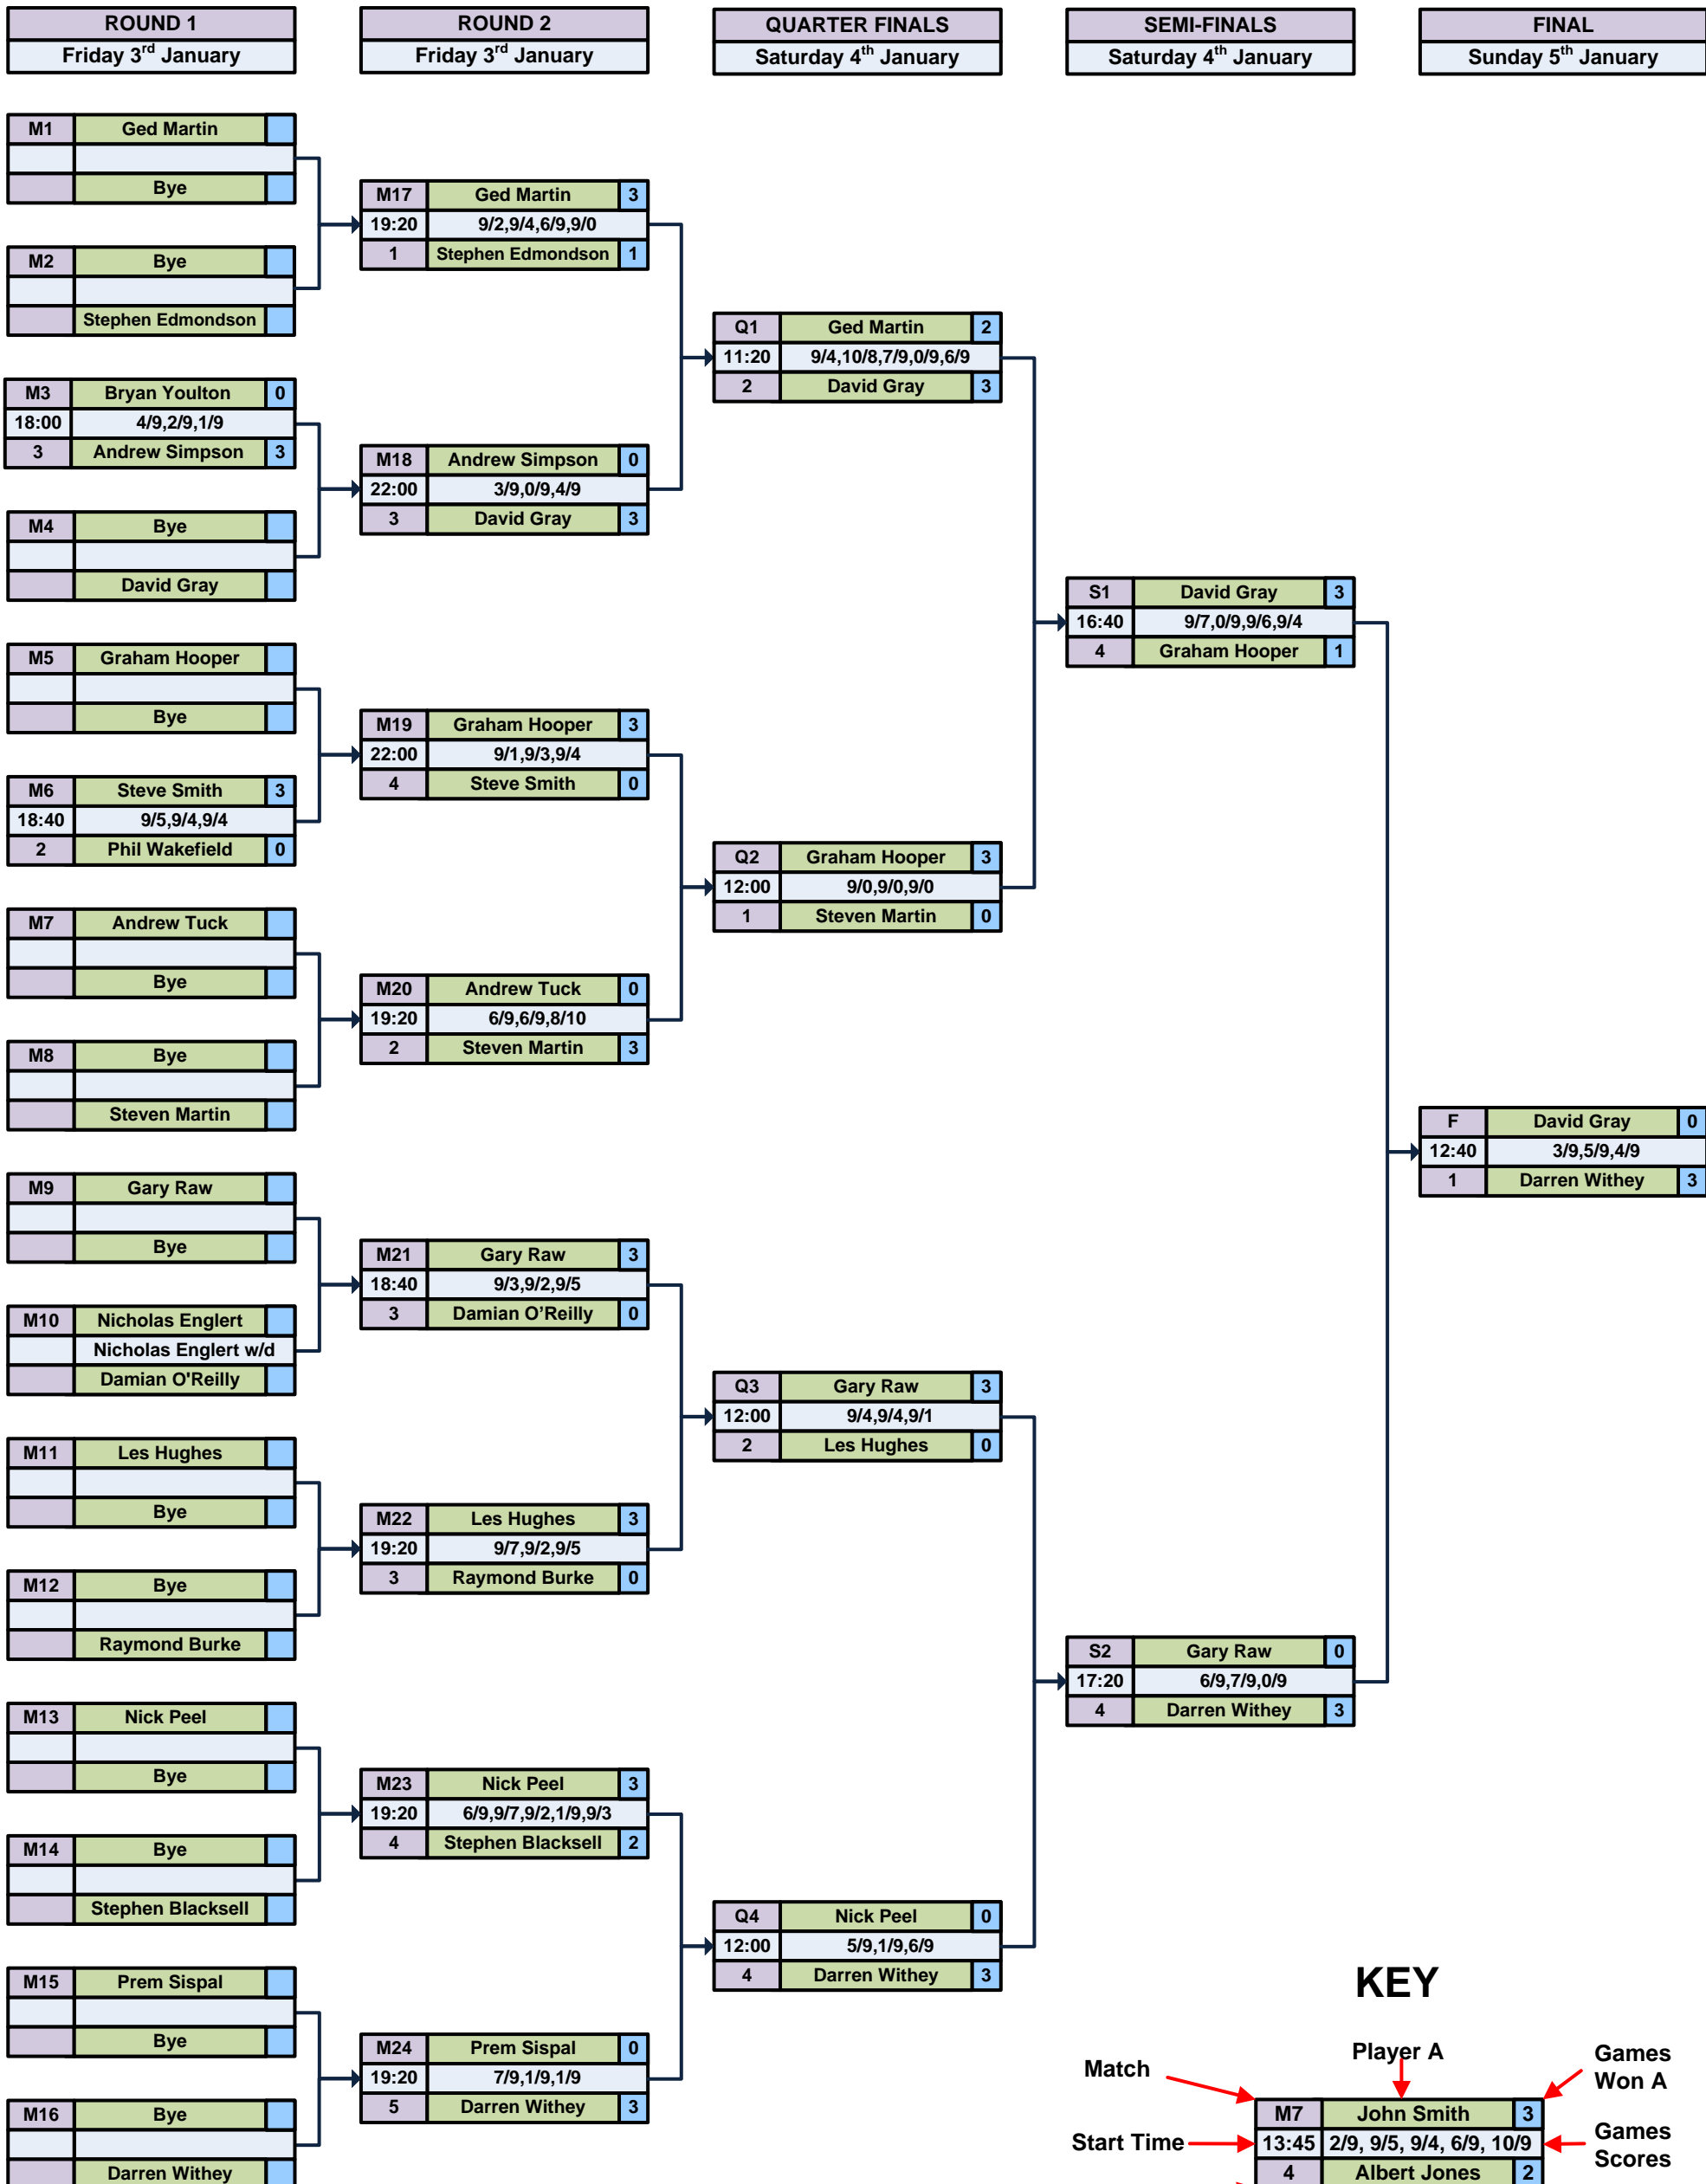 ROUND 1
Friday 3rd January
ROUND 2
Friday 3rd January
QUARTER FINALS
Saturday 4th January
SEMI-FINALS
Saturday 4th January
FINAL
Sunday 5th January
M1 Ged Martin
Bye
M2 Bye
Stephen Edmondson
M3 Bryan Youlton 0
18:00 4/9,2/9,1/9
3 Andrew Simpson 3
M4 Bye
David Gray
M5 Graham Hooper
Bye
M6 Steve Smith 3
18:40 9/5,9/4,9/4
2 Phil Wakefield 0
M7 Andrew Tuck
Bye
M8 Bye
Steven Martin
M9 Gary Raw
Bye
M10 Nicholas Englert
Nicholas Englert w/d
Damian O'Reilly
M11 Les Hughes
Bye
M12 Bye
Raymond Burke
M13 Nick Peel
Bye
M14 Bye
Stephen Blacksell
M15 Prem Sispal
Bye
M16 Bye
Darren Withey
M17 Ged Martin 3
19:20 9/2,9/4,6/9,9/0
1 Stephen Edmondson 1
M18 Andrew Simpson 0
22:00 3/9,0/9,4/9
3 David Gray 3
M19 Graham Hooper 3
22:00 9/1,9/3,9/4
4 Steve Smith 0
M20 Andrew Tuck 0
19:20 6/9,6/9,8/10
2 Steven Martin 3
M21 Gary Raw 3
18:40 9/3,9/2,9/5
3 Damian O’Reilly 0
M22 Les Hughes 3
19:20 9/7,9/2,9/5
3 Raymond Burke 0
M23 Nick Peel 3
19:20 6/9,9/7,9/2,1/9,9/3
4 Stephen Blacksell 2
M24 Prem Sispal 0
19:20 7/9,1/9,1/9
5 Darren Withey 3
Q1 Ged Martin 2
11:20 9/4,10/8,7/9,0/9,6/9
2 David Gray 3
Q2 Graham Hooper 3
12:00 9/0,9/0,9/0
1 Steven Martin 0
Q3 Gary Raw 3
12:00 9/4,9/4,9/1
2 Les Hughes 0
Q4 Nick Peel 0
12:00 5/9,1/9,6/9
4 Darren Withey 3
S1 David Gray 3
16:40 9/7,0/9,9/6,9/4
4 Graham Hooper 1
S2 Gary Raw 0
17:20 6/9,7/9,0/9
4 Darren Withey 3
F David Gray 0
12:40 3/9,5/9,4/9
1 Darren Withey 3
KEY
Match
Player A
Games
Won A
M7 John Smith 3
Start Time
13:45 2/9, 9/5, 9/4, 6/9, 10/9
Games
Scores
4 Albert Jones 2